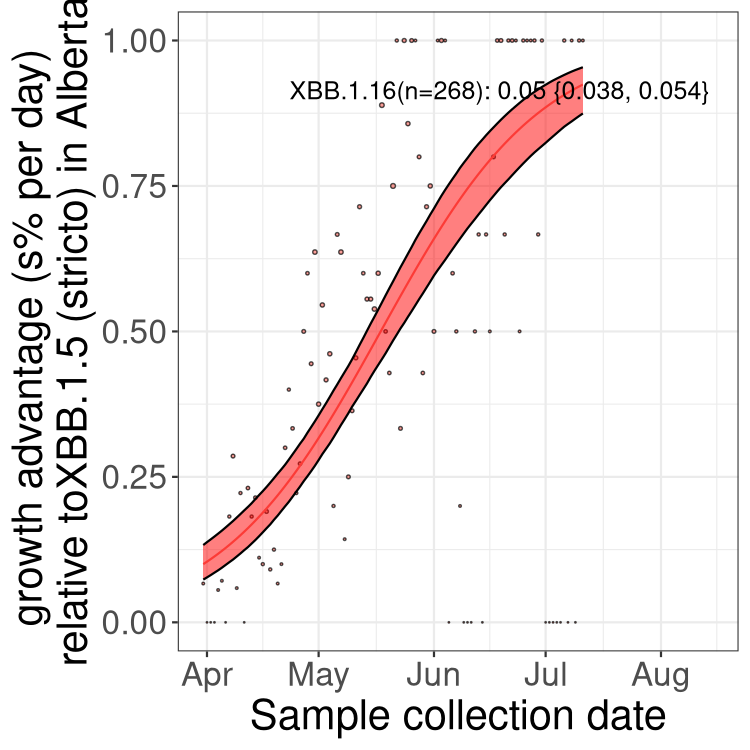 growth advantage (s% per day)
relative toXBB.1.5 (stricto) in Alberta
1.00
0.75
0.50
0.25
0.00
XBB.1.16(n=268): 0.05 {0.038, 0.054}
Apr May Jun Jul Aug
Sample collection date